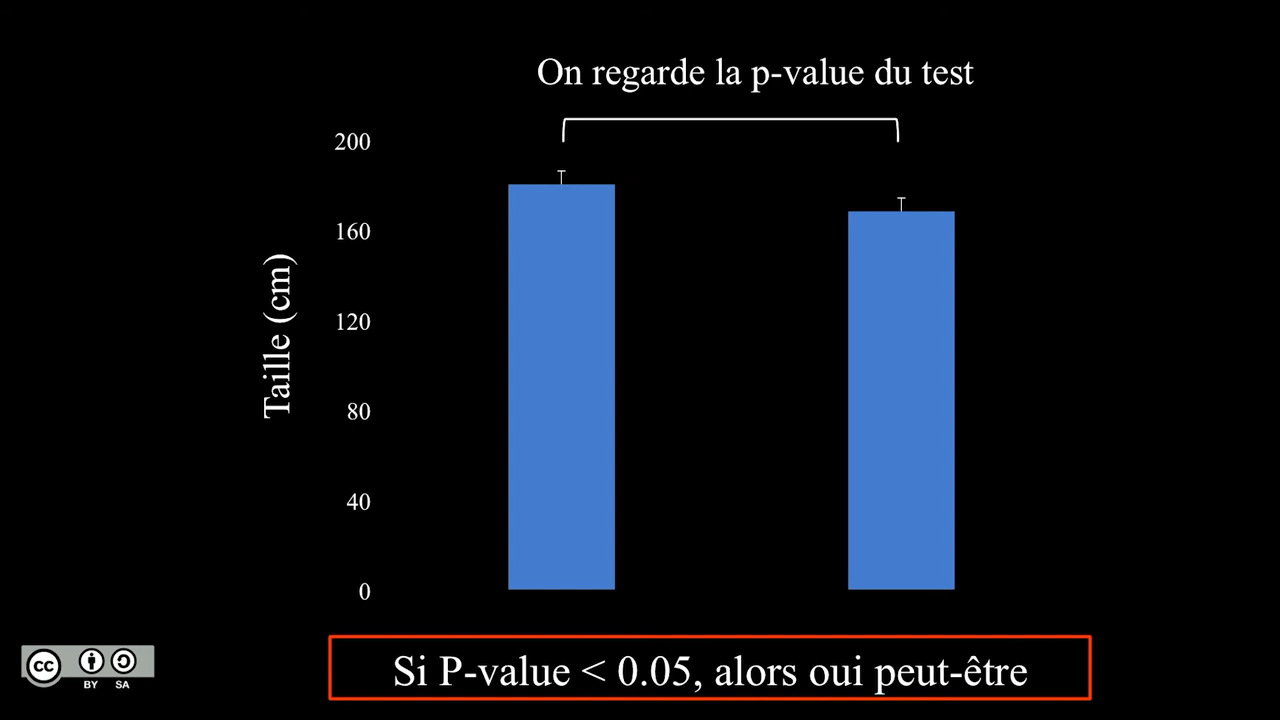 On regarde la p-value du test
200
160
120
80
40
0
Taille (cm)
Si P-value < 0.05, alors oui peut-être
cc
BY SA